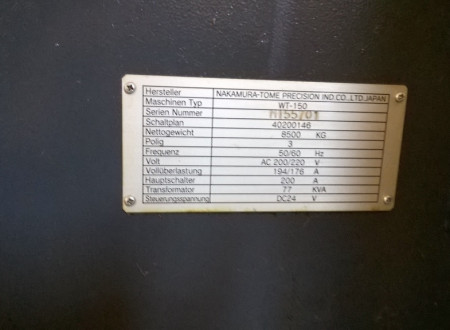 Hersteller NAKAMURA-TOME PRECISION IND.CO.,LTD,JAPAN
Maschinen Typ WT-150
Serien Nummer M155701
Schaltplan 40200146
Nettogewicht 8500 KG
Polig 3
Frequenz 50/60 Hz
Volt AC 200/220 V
Vollüberlastung 194/176 A
Hauptschalter 200 A
Transformator 77 KVA
Steuerungsspannung DC24 V